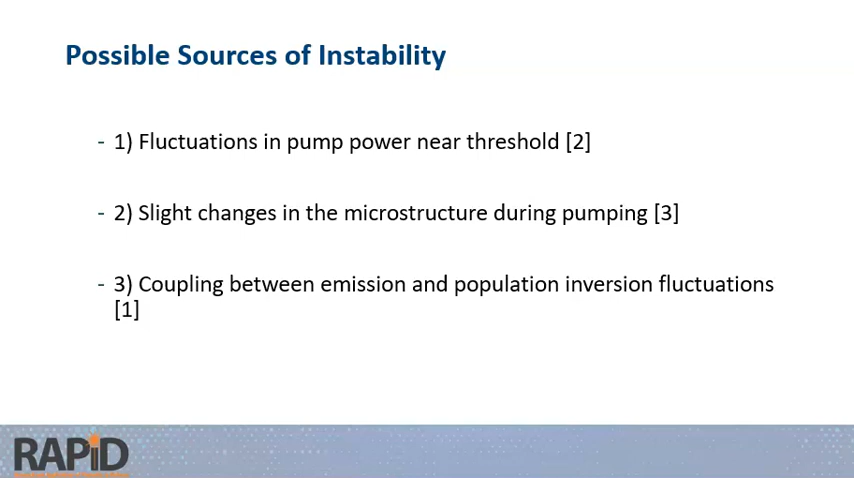 Possible Sources of Instability
- 1) Fluctuations in pump power near threshold [2]
- 2) Slight changes in the microstructure during pumping [3]
- 3) Coupling between emission and population inversion fluctuations
[1]
RAPiD